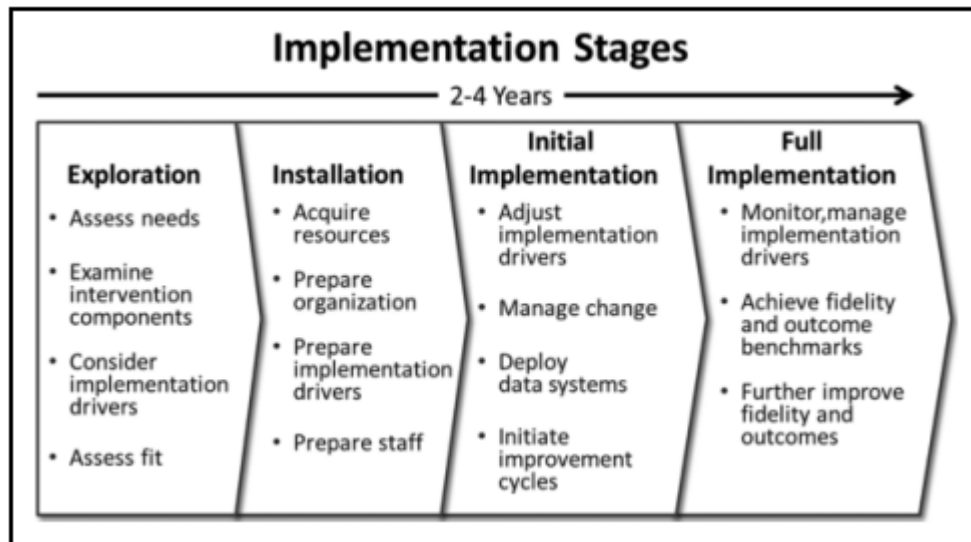 Implementation Stages
2-4 Years
Exploration
• Assess needs
• Examine
intervention
components
• Consider
implementation
drivers
• Assess fit
Installation
• Acquire
resources
• Prepare
organization
• Prepare
implementation
drivers
• Prepare staff
Initial
Implementation
• Adjust
implementation
drivers
• Manage change
• Deploy
data systems
• Initiate
improvement
cycles
Full
Implementation
• Monitor,manage
implementation
drivers
• Achieve fidelity
and outcome
benchmarks
• Further improve
fidelity and
outcomes